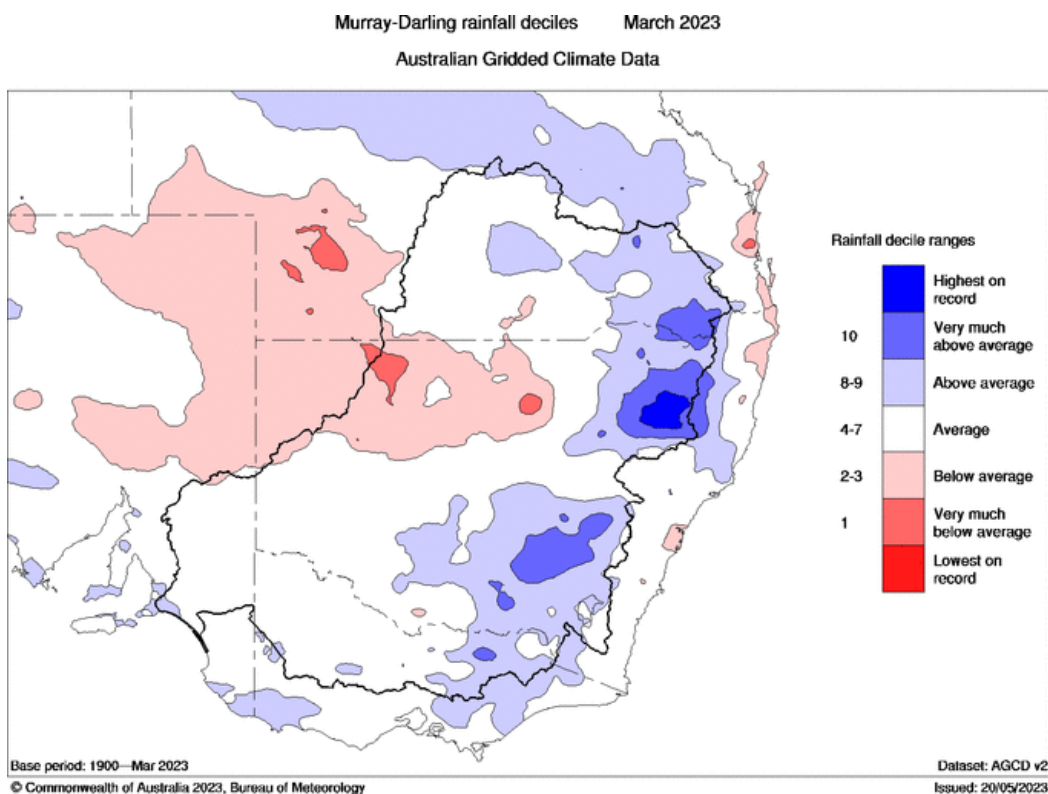 Murray-Darling rainfall deciles March 2023
Australian Gridded Climate Data
Rainfall decile ranges
Highest on
record
10 Very much
above average
8-9 Above average
4-7 Average
2-3 Below average
1 Very much
below average
Lowest on
record
Base period: 1900—Mar 2023 Dataset: AGCD v2
© Commonwealth of Australia 2023, Bureau of Meteorology Issued: 20/05/2023